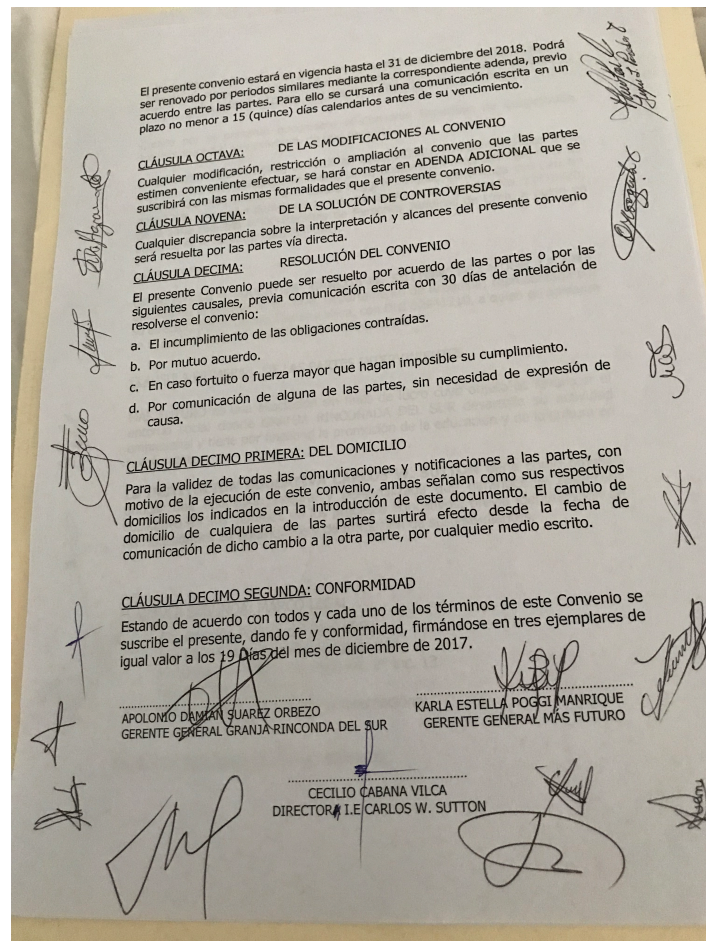 El presente convenio estará en vigencia hasta el 31 de diciembre del 2018. Podrá
ser renovado por periodos similares mediante la correspondiente adenda, previo
acuerdo entre las partes. Para ello se cursará una comunicación escrita en un
plazo no menor a 15 (quince) días calendarios antes de su vencimiento.
CLÁUSULA OCTAVA: DE LAS MODIFICACIONES AL CONVENIO
Cualquier modificación, restricción o ampliación al convenio que las partes
estimen conveniente efectuar, se hará constar en ADENDA ADICIONAL que se
suscribirá con las mismas formalidades que el presente convenio.
CLÁUSULA NOVENA: DE LA SOLUCIÓN DE CONTROVERSIAS
Cualquier discrepancia sobre la interpretación y alcances del presente convenio
será resuelta por las partes vía directa.
CLÁUSULA DECIMA: RESOLUCIÓN DEL CONVENIO
El presente Convenio puede ser resuelto por acuerdo de las partes o por las
siguientes causales, previa comunicación escrita con 30 días de antelación de
resolverse el convenio:
a. El incumplimiento de las obligaciones contraídas.
b. Por mutuo acuerdo.
c. En caso fortuito o fuerza mayor que hagan imposible su cumplimiento.
d. Por comunicación de alguna de las partes, sin necesidad de expresión de
causa.
CLÁUSULA DECIMO PRIMERA: DEL DOMICILIO
Para la validez de todas las comunicaciones y notificaciones a las partes, con
motivo de la ejecución de este convenio, ambas señalan como sus respectivos
domicilios los indicados en la introducción de este documento. El cambio de
domicilio de cualquiera de las partes surtirá efecto desde la fecha de
comunicación de dicho cambio a la otra parte, por cualquier medio escrito.
CLÁUSULA DECIMO SEGUNDA: CONFORMIDAD
Estando de acuerdo con todos y cada uno de los términos de este Convenio se
suscribe el presente, dando fe y conformidad, firmándose en tres ejemplares de
igual valor a los 19 Días del mes de diciembre de 2017.
APOLONIO DAMIAN SUAREZ ORBEZO
GERENTE GENERAL GRANJA RINCONDA DEL SUR
KARLA ESTELLA POGGI MANRIQUE
GERENTE GENERAL MÁS FUTURO
CECILIO CABANA VILCA
DIRECTOR I.E CARLOS W. SUTTON